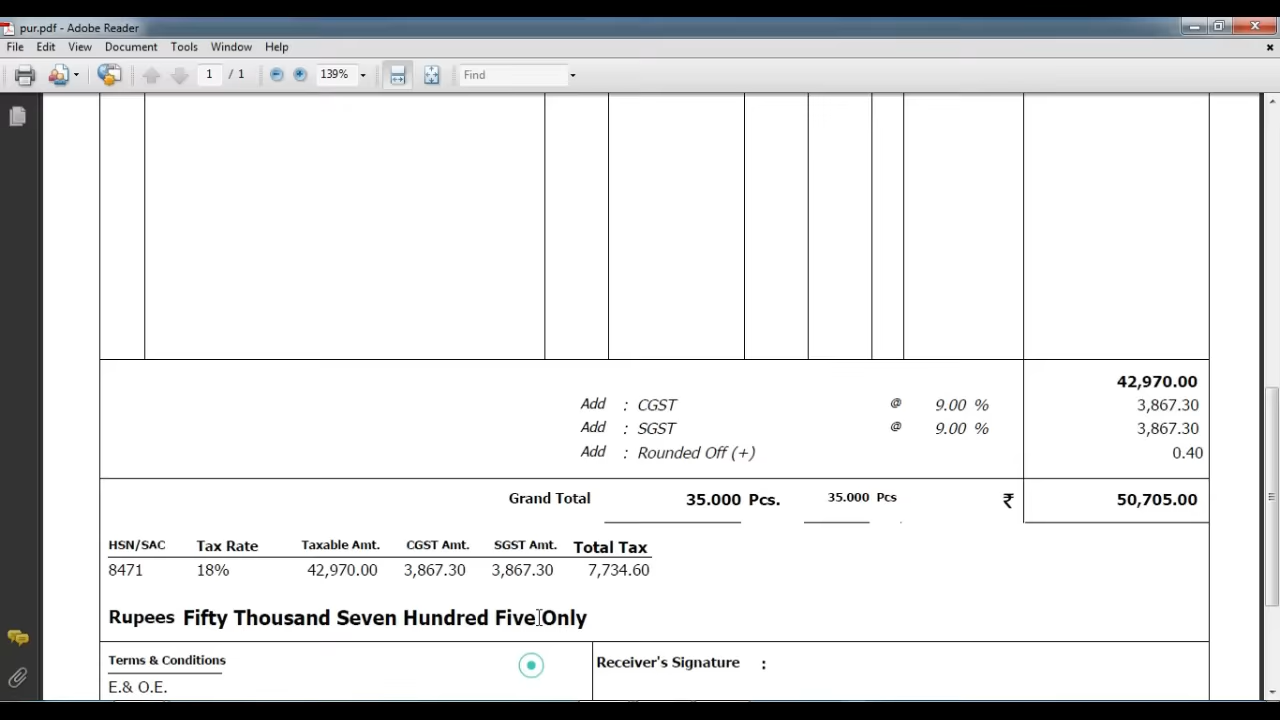 pur.pdf - Adobe Reader
File Edit View Document Tools Window Help
1 / 1 139% Find
42,970.00
Add : CGST @ 9.00 % 3,867.30
Add : SGST @ 9.00 % 3,867.30
Add : Rounded Off (+) 0.40
Grand Total 35.000 Pcs. 35.000 Pcs ₹ 50,705.00
HSN/SAC Tax Rate Taxable Amt. CGST Amt. SGST Amt. Total Tax
8471 18% 42,970.00 3,867.30 3,867.30 7,734.60
Rupees Fifty Thousand Seven Hundred Five Only
Terms & Conditions Receiver's Signature :
E.& O.E.